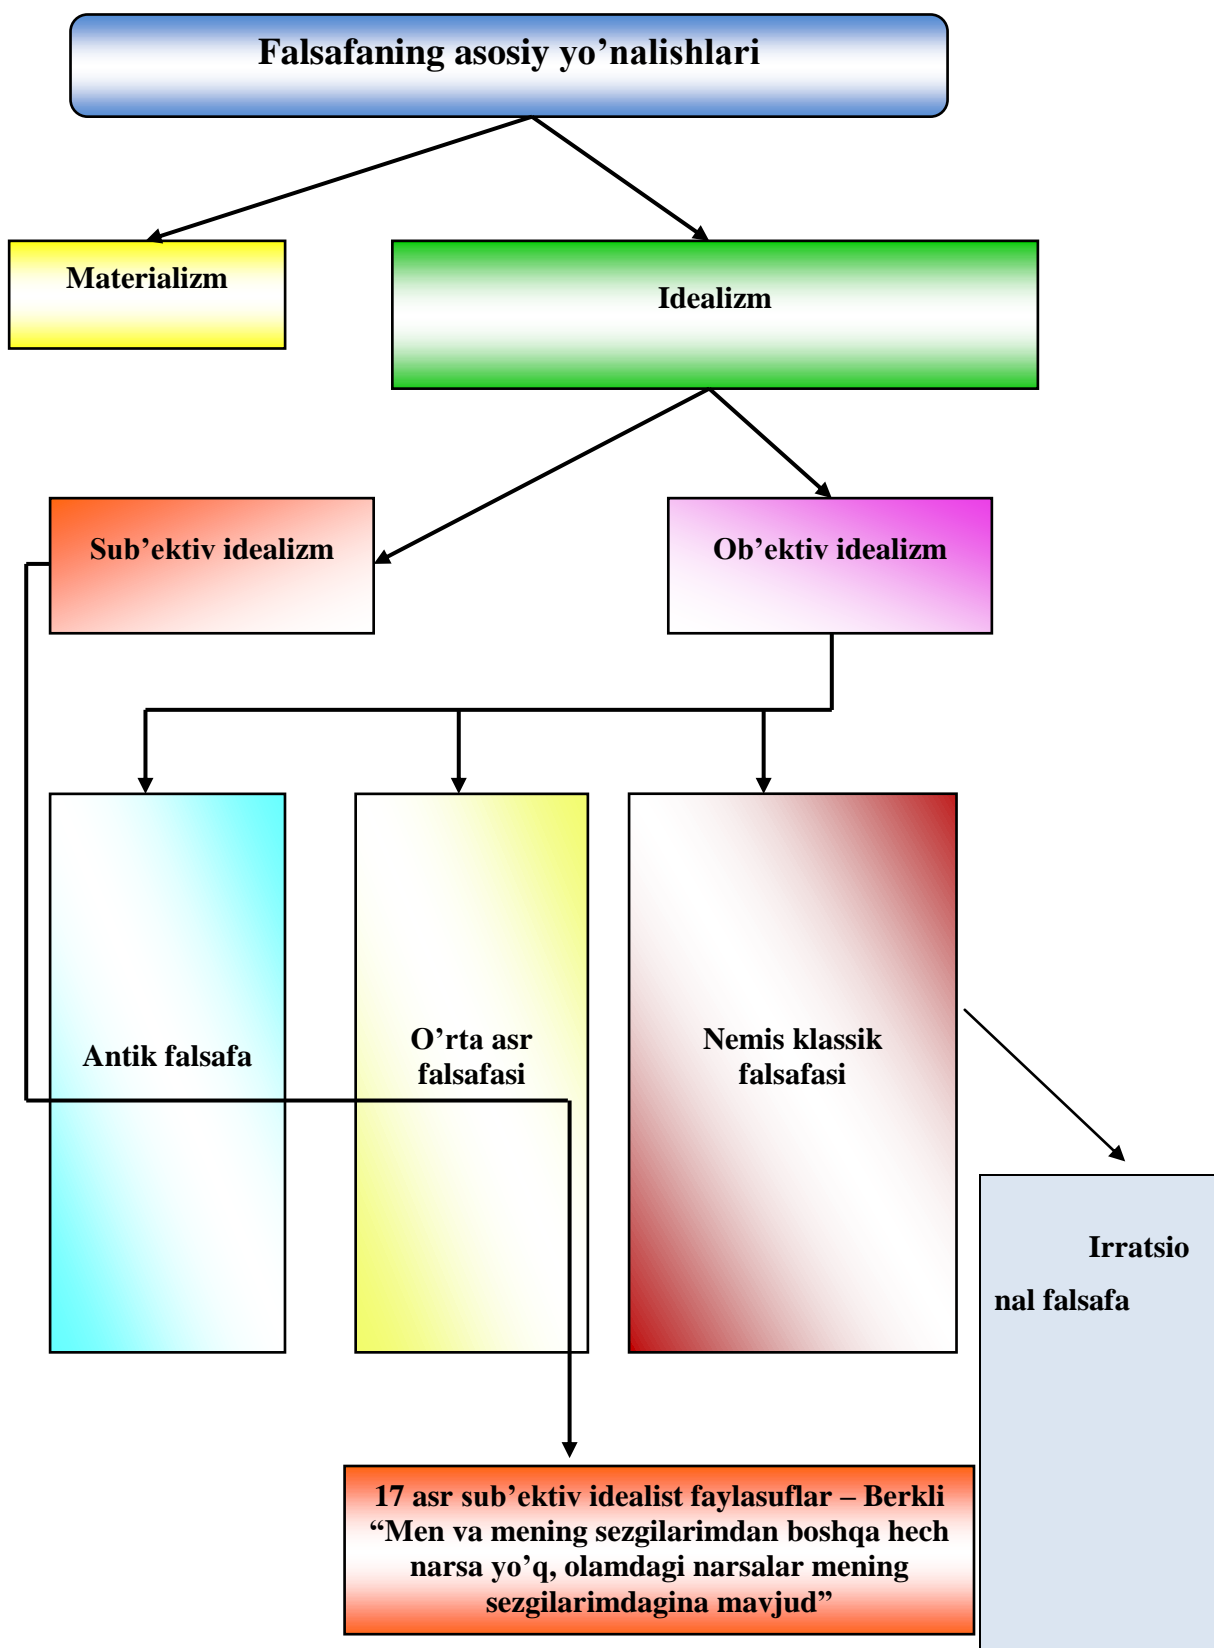 Falsafaning asosiy yo’nalishlari
Materializm
Idealizm
Sub’ektiv idealizm
Ob’ektiv idealizm
Antik falsafa
O’rta asr
falsafasi
Nemis klassik
falsafasi
Irratsio
nal falsafa
17 asr sub’ektiv idealist faylasuflar – Berkli
“Men va mening sezgilarimdan boshqa hech
narsa yo’q, olamdagi narsalar mening
sezgilarimdagina mavjud”